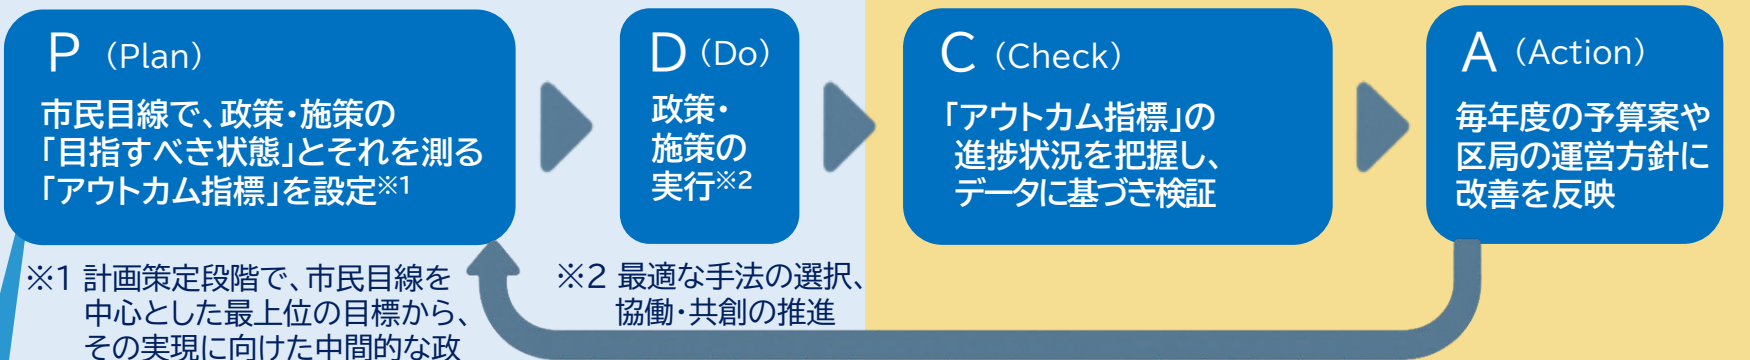 P (Plan)
市民目線で、政策・施策の
「目指すべき状態」とそれを測る
「アウトカム指標」を設定※1
D (Do)
政策・
施策の
実行※2
C (Check)
「アウトカム指標」の
進捗状況を把握し、
データに基づき検証
A (Action)
毎年度の予算案や
区局の運営方針に
改善を反映
※1 計画策定段階で、市民目線を
中心とした最上位の目標から、
その実現に向けた中間的な政
※2 最適な手法の選択、
協働・共創の推進